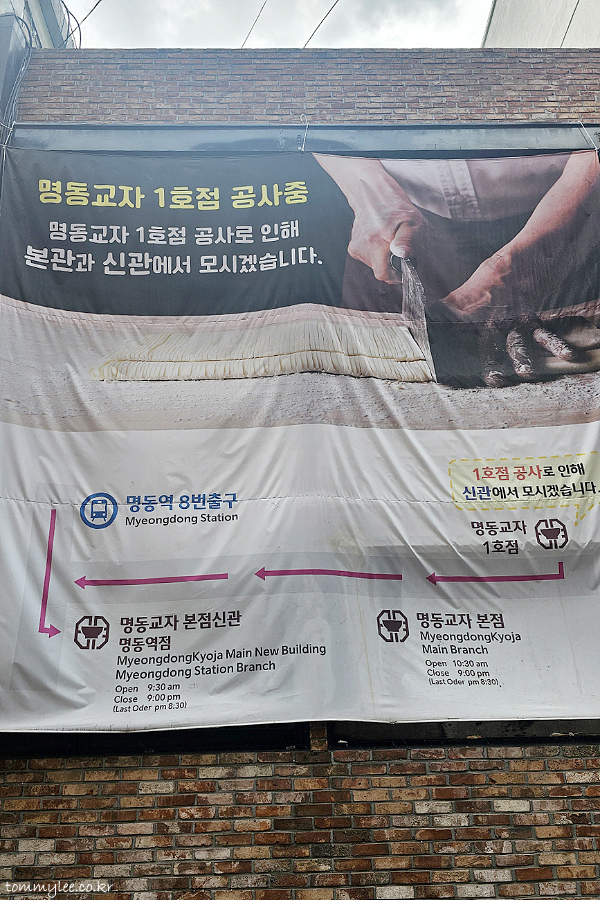 명동교자 1호점 공사중
명동교자 1호점 공사로 인해
본관과 신관에서 모시겠습니다.
1호점 공사로 인해
신관에서 모시겠습니다.
명동역 8번출구
Myeongdong Station
명동교자
1호점
명동교자 본점신관
명동역점
MyeongdongKyoja Main New Building
Myeongdong Station Branch
Open 9:30 am
Close 9:00 pm
(Last Oder pm 8:30)
명동교자 본점
MyeongdongKyoja
Main Branch
Open 10:30 am
Close 9:00 pm
(Last Oder pm 8:30)
tommylee.co.kr